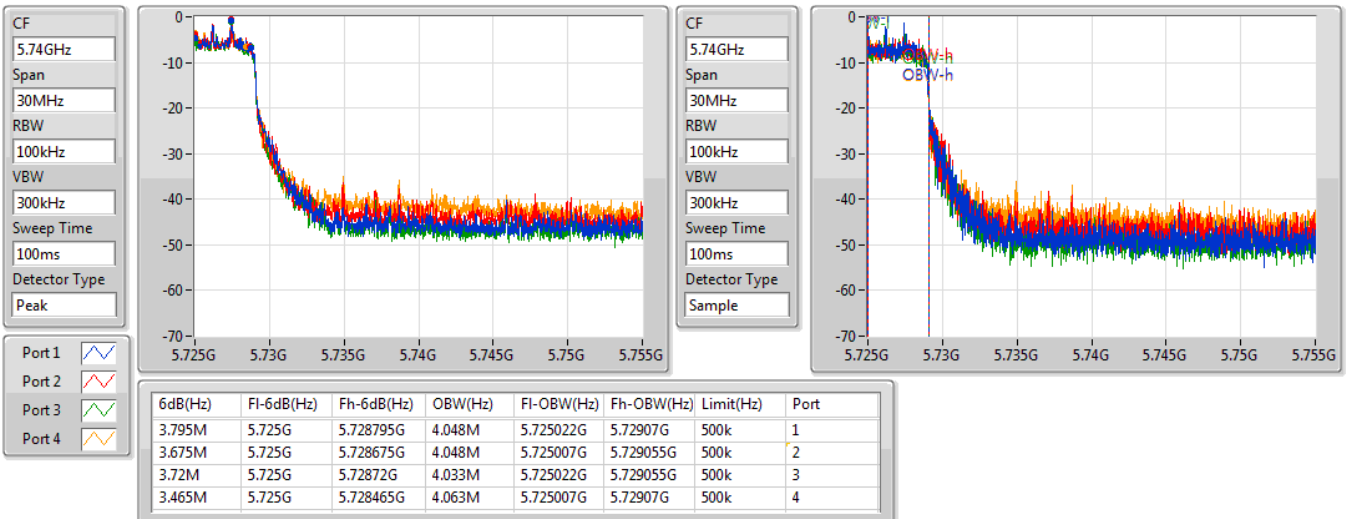 CF
5.74GHz
Span
30MHz
RBW
100kHz
VBW
300kHz
Sweep Time
100ms
Detector Type
Peak
0
-10
-20
-30
-40
-50
-60
-70
5.725G 5.73G 5.735G 5.74G 5.745G 5.75G 5.755G
CF
5.74GHz
Span
30MHz
RBW
100kHz
VBW
300kHz
Sweep Time
100ms
Detector Type
Sample
0
-10
-20
-30
-40
-50
-60
-70
OBW-h
OBW-h
5.725G 5.73G 5.735G 5.74G 5.745G 5.75G 5.755G
Port 1
Port 2
Port 3
Port 4
6dB(Hz) Fl-6dB(Hz) Fh-6dB(Hz) OBW(Hz) Fl-OBW(Hz) Fh-OBW(Hz) Limit(Hz) Port
3.795M 5.725G 5.728795G 4.048M 5.725022G 5.72907G 500k 1
3.675M 5.725G 5.728675G 4.048M 5.725007G 5.729055G 500k 2
3.72M 5.725G 5.72872G 4.033M 5.725022G 5.729055G 500k 3
3.465M 5.725G 5.728465G 4.063M 5.725007G 5.72907G 500k 4